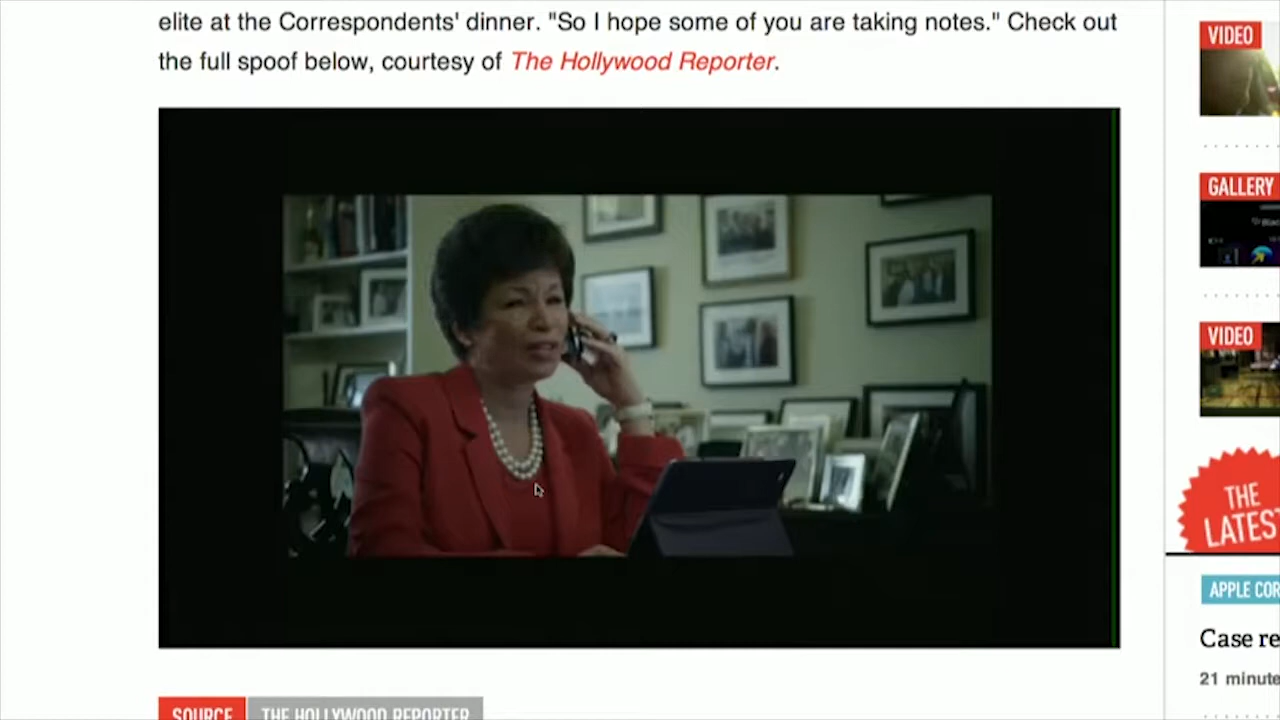 elite at the Correspondents' dinner. "So I hope some of you are taking notes." Check out
the full spoof below, courtesy of The Hollywood Reporter.
VIDEO
GALLERY
VIDEO
THE
LATEST
APPLE COR
Case re
21 minute
SOURCE
THE HOLLYWOOD REPORTER